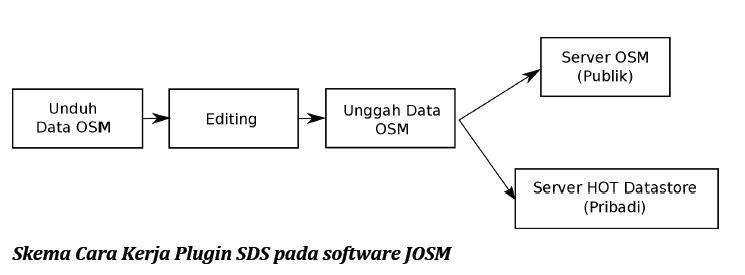 Unduh
Data OSM
Editing
Unggah Data
OSM
Server OSM
(Publik)
Server HOT Datastore
(Pribadi)
Skema Cara Kerja Plugin SDS pada software JOSM